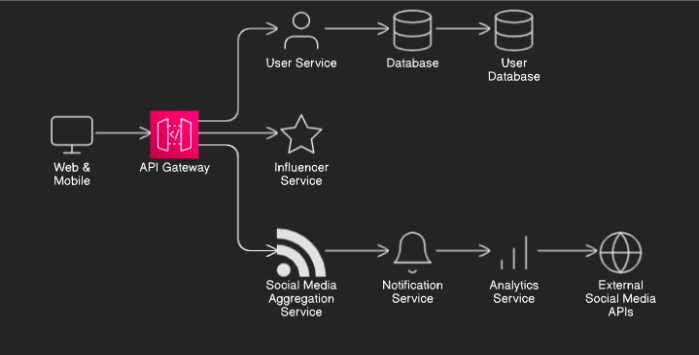 User Service
Database
User
Database
Web &
Mobile
API Gateway
Influencer
Service
Social Media
Aggregation
Service
Notification
Service
Analytics
Service
External
Social Media
APIs